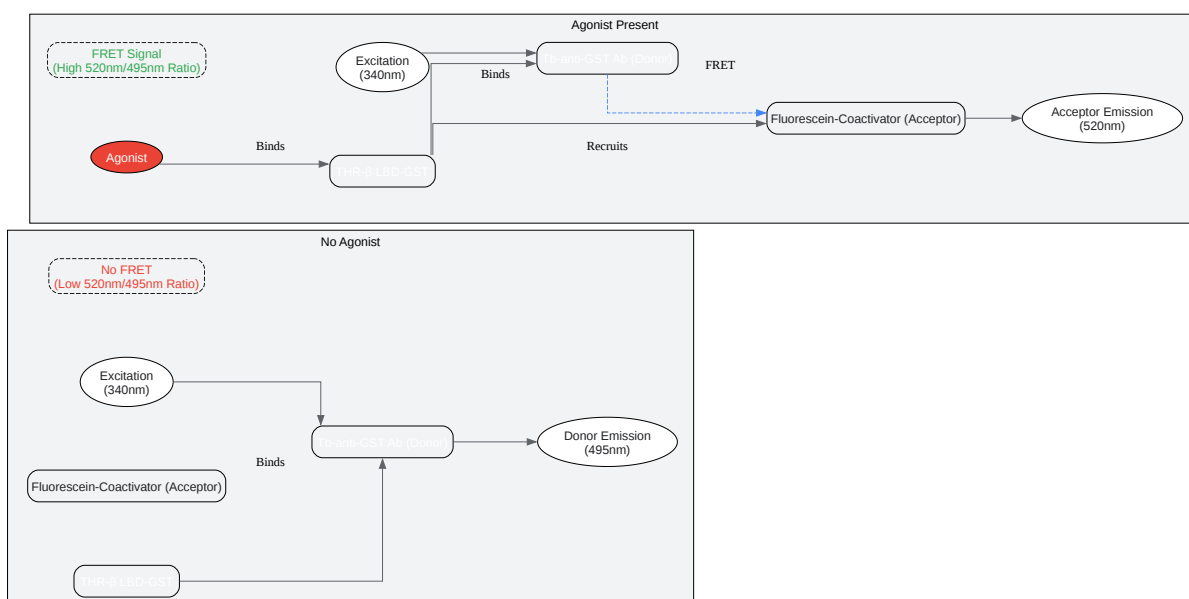 Agonist Present
FRET Signal
(High 520nm/495nm Ratio)
Excitation
(340nm)
Tb-anti-GST Ab (Donor)
Binds
FRET
Fluorescein-Coactivator (Acceptor)
Acceptor Emission
(520nm)
Agonist
Binds
THR-β LBD-GST
Recruits
No Agonist
No FRET
(Low 520nm/495nm Ratio)
Excitation
(340nm)
Tb-anti-GST Ab (Donor)
Donor Emission
(495nm)
Binds
Fluorescein-Coactivator (Acceptor)
THR-β LBD-GST